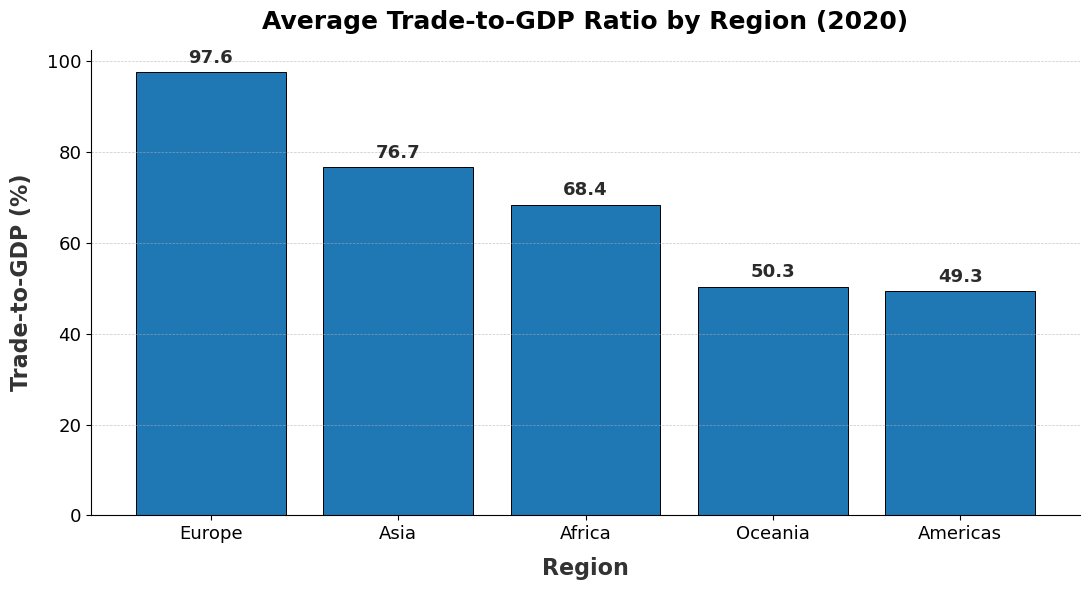 Average Trade-to-GDP Ratio by Region (2020)
Trade-to-GDP (%)
100
80
60
40
20
0
97.6
76.7
68.4
50.3
49.3
Europe
Asia
Africa
Oceania
Americas
Region